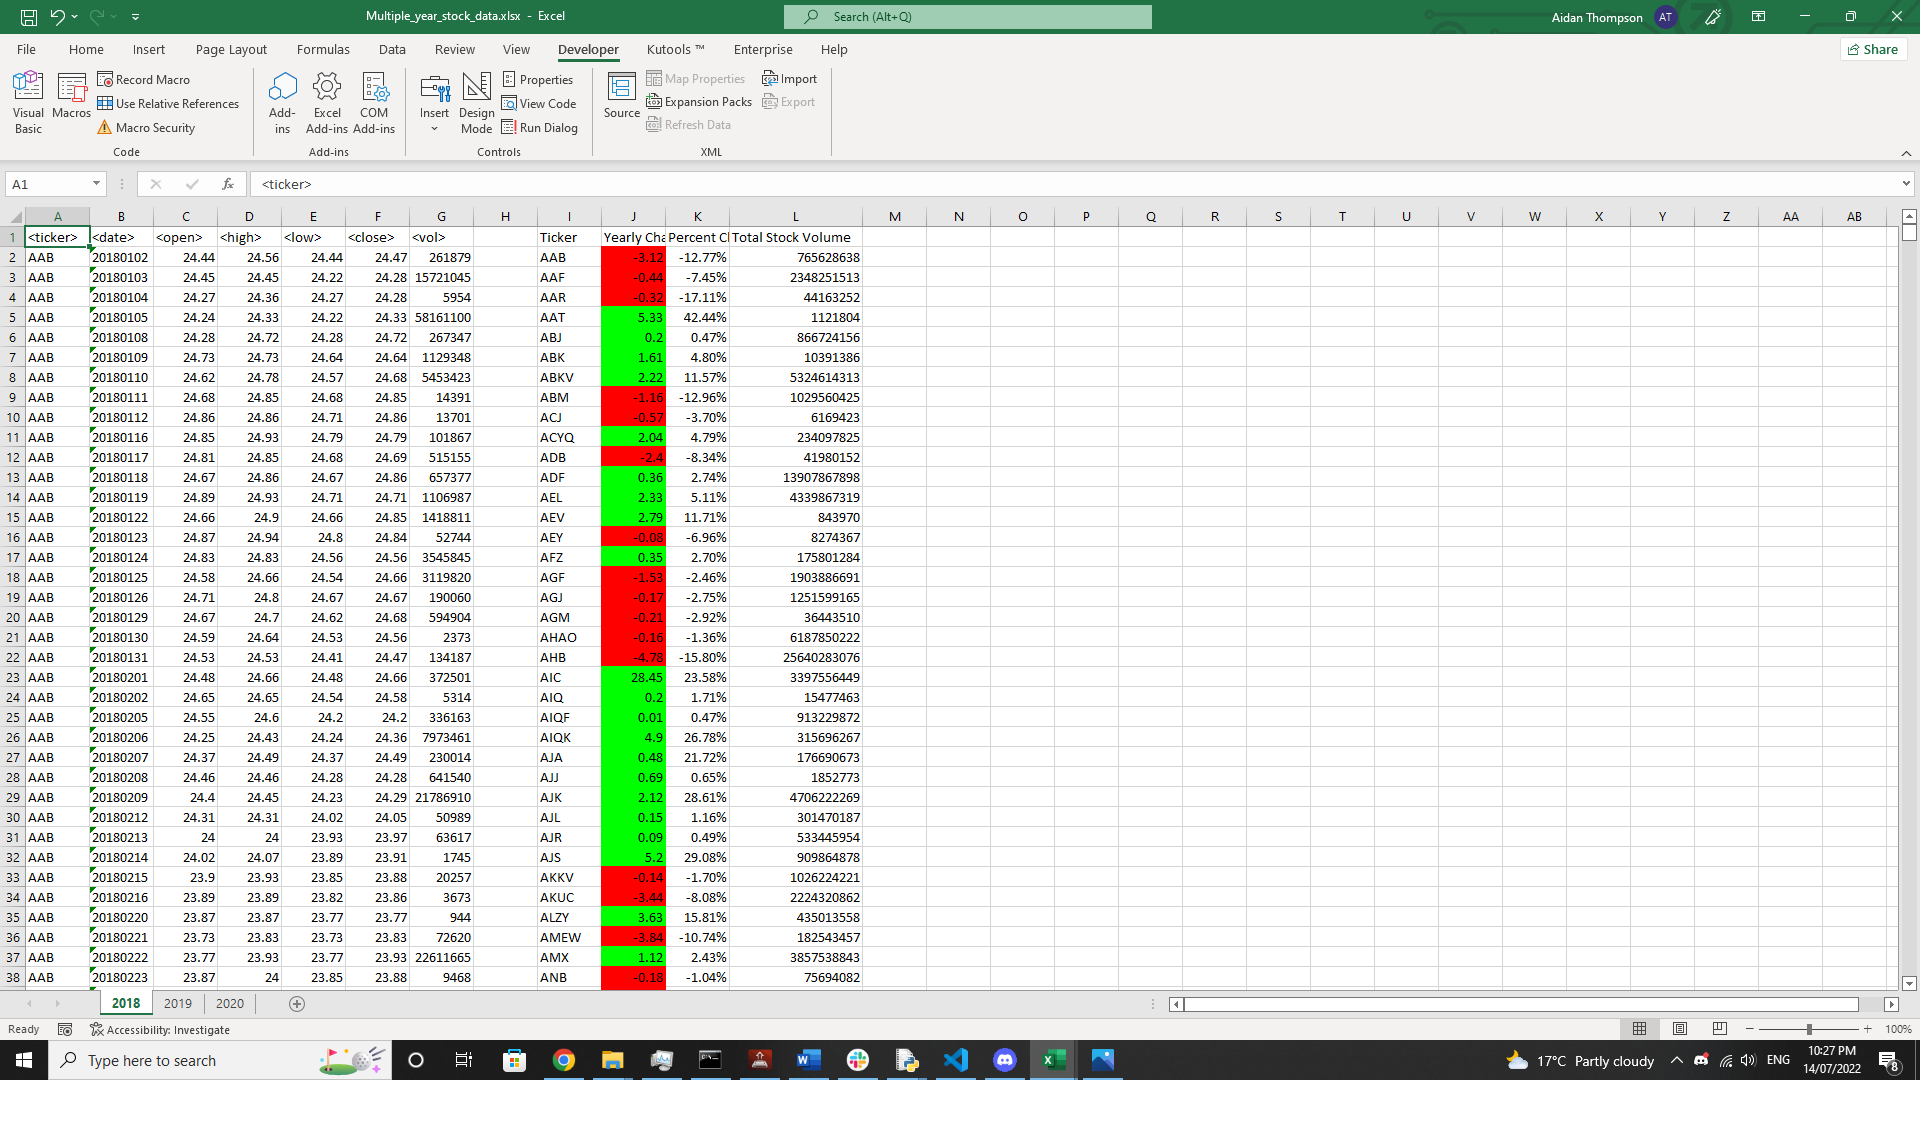 Multiple_year_stock_data.xlsx - Excel
Search (Alt+Q)
Aidan Thompson AT
File Home Insert Page Layout Formulas Data Review View Developer Kutools ™ Enterprise Help Share
Visual Basic
Macros
Record Macro
Use Relative References
Macro Security
Code
Add-ins
Excel Add-ins
COM Add-ins
Add-ins
Insert
Design Mode
Properties
View Code
Run Dialog
Controls
Source
Map Properties
Expansion Packs
Refresh Data
Import
Export
XML
A1 fx <ticker>
A B C D E F G H I J K L M N O P Q R S T U V W X Y Z AA AB
1 <ticker> <date> <open> <high> <low> <close> <vol> Ticker Yearly Cha Percent Cl Total Stock Volume
2 AAB 20180102 24.44 24.56 24.44 24.47 261879 AAB -3.12 -12.77% 765628638
3 AAB 20180103 24.45 24.45 24.22 24.28 15721045 AAF -0.44 -7.45% 2348251513
4 AAB 20180104 24.27 24.36 24.27 24.28 5954 AAR -0.32 -17.11% 44163252
5 AAB 20180105 24.24 24.33 24.22 24.33 58161100 AAT 5.33 42.44% 1121804
6 AAB 20180108 24.28 24.72 24.28 24.72 267347 ABJ 0.2 0.47% 866724156
7 AAB 20180109 24.73 24.73 24.64 24.64 1129348 ABK 1.61 4.80% 10391386
8 AAB 20180110 24.62 24.78 24.57 24.68 5453423 ABKV 2.22 11.57% 5324614313
9 AAB 20180111 24.68 24.85 24.68 24.85 14391 ABM -1.16 -12.96% 1029560425
10 AAB 20180112 24.86 24.86 24.71 24.86 13701 ACJ -0.57 -3.70% 6169423
11 AAB 20180116 24.85 24.93 24.79 24.79 101867 ACYQ 2.04 4.79% 234097825
12 AAB 20180117 24.81 24.85 24.68 24.69 515155 ADB -2.4 -8.34% 41980152
13 AAB 20180118 24.67 24.86 24.67 24.86 657377 ADF 0.36 2.74% 13907867898
14 AAB 20180119 24.89 24.93 24.71 24.71 1106987 AEL 2.33 5.11% 4339867319
15 AAB 20180122 24.66 24.9 24.66 24.85 1418811 AEV 2.79 11.71% 843970
16 AAB 20180123 24.87 24.94 24.8 24.84 52744 AEY -0.08 -6.96% 8274367
17 AAB 20180124 24.83 24.83 24.56 24.56 3545845 AFZ 0.35 2.70% 175801284
18 AAB 20180125 24.58 24.66 24.54 24.66 3119820 AGF -1.53 -2.46% 1903886691
19 AAB 20180126 24.71 24.8 24.67 24.67 190060 AGJ -0.17 -2.75% 1251599165
20 AAB 20180129 24.67 24.7 24.62 24.68 594904 AGM -0.21 -2.92% 36443510
21 AAB 20180130 24.59 24.64 24.53 24.56 2373 AHAO -0.16 -1.36% 6187850222
22 AAB 20180131 24.53 24.53 24.41 24.47 134187 AHB -4.78 -15.80% 25640283076
23 AAB 20180201 24.48 24.66 24.48 24.66 372501 AIC 28.45 23.58% 3397556449
24 AAB 20180202 24.65 24.65 24.54 24.58 5314 AIQ 0.2 1.71% 15477463
25 AAB 20180205 24.55 24.6 24.2 24.2 336163 AIQF 0.01 0.47% 913229872
26 AAB 20180206 24.25 24.43 24.24 24.36 7973461 AIQK 4.9 26.78% 315696267
27 AAB 20180207 24.37 24.49 24.37 24.49 230014 AJA 0.48 21.72% 176690673
28 AAB 20180208 24.46 24.46 24.28 24.28 641540 AJJ 0.69 0.65% 1852773
29 AAB 20180209 24.4 24.45 24.23 24.29 21786910 AJK 2.12 28.61% 4706222269
30 AAB 20180212 24.31 24.31 24.02 24.05 50989 AJL 0.15 1.16% 301470187
31 AAB 20180213 24 24 23.93 23.97 63617 AJR 0.09 0.49% 533445954
32 AAB 20180214 24.02 24.07 23.89 23.91 1745 AJS 5.2 29.08% 909864878
33 AAB 20180215 23.9 23.93 23.85 23.88 20257 AKKV -0.14 -1.70% 1026224221
34 AAB 20180216 23.89 23.89 23.82 23.86 3673 AKUC -3.44 -8.08% 2224320862
35 AAB 20180220 23.87 23.87 23.77 23.77 944 ALZY 3.63 15.81% 435013558
36 AAB 20180221 23.73 23.83 23.73 23.83 72620 AMEW -3.84 -10.74% 182543457
37 AAB 20180222 23.77 23.93 23.77 23.93 22611665 AMX 1.12 2.43% 3857538843
38 AAB 20180223 23.87 24 23.85 23.88 9468 ANB -0.18 -1.04% 75694082
2018 2019 2020
Ready Accessibility: Investigate 100%
Type here to search
17°C Partly cloudy ENG 10:27 PM
14/07/2022 8